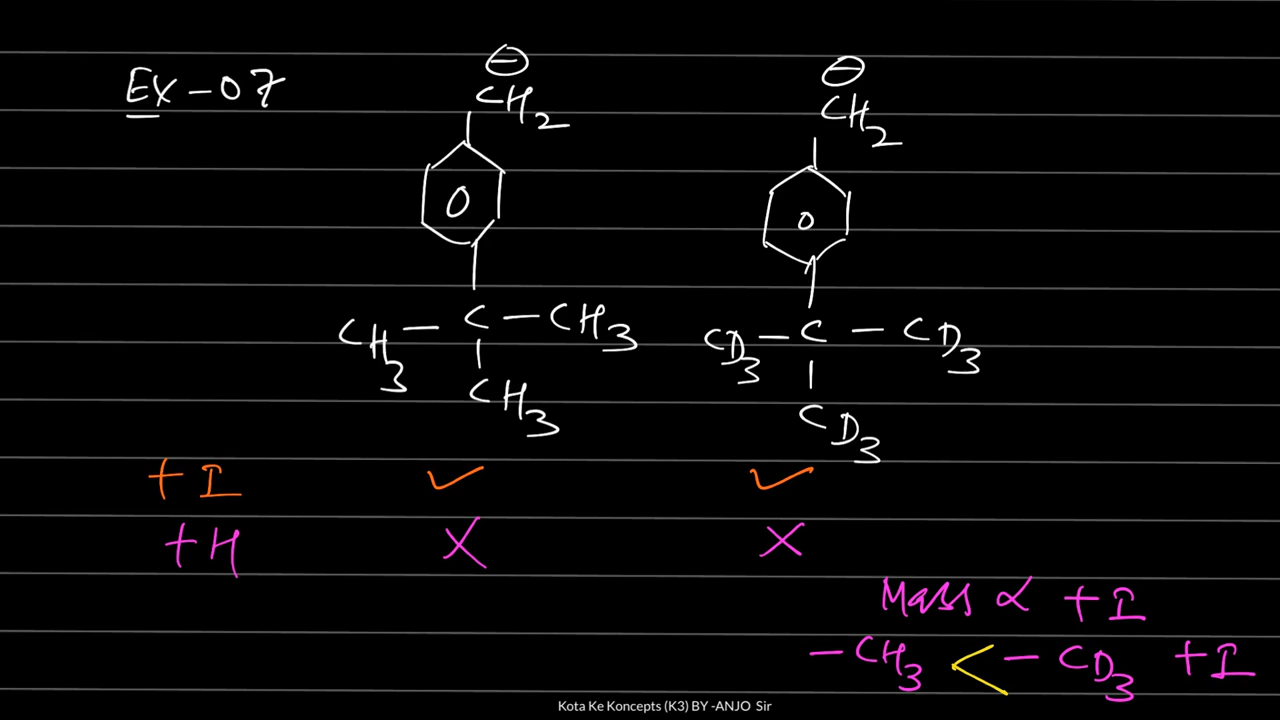 Ex-07
⊖ ⊖
CH2 CH2
CH3 - C - CH3 CD3 - C - CD3
CH3 CD3
+I ✓ ✓
+H X X
Mass ∝ +I
- CH3 < - CD3 +I
Kota Ke Koncepts (K3) BY -ANJO Sir